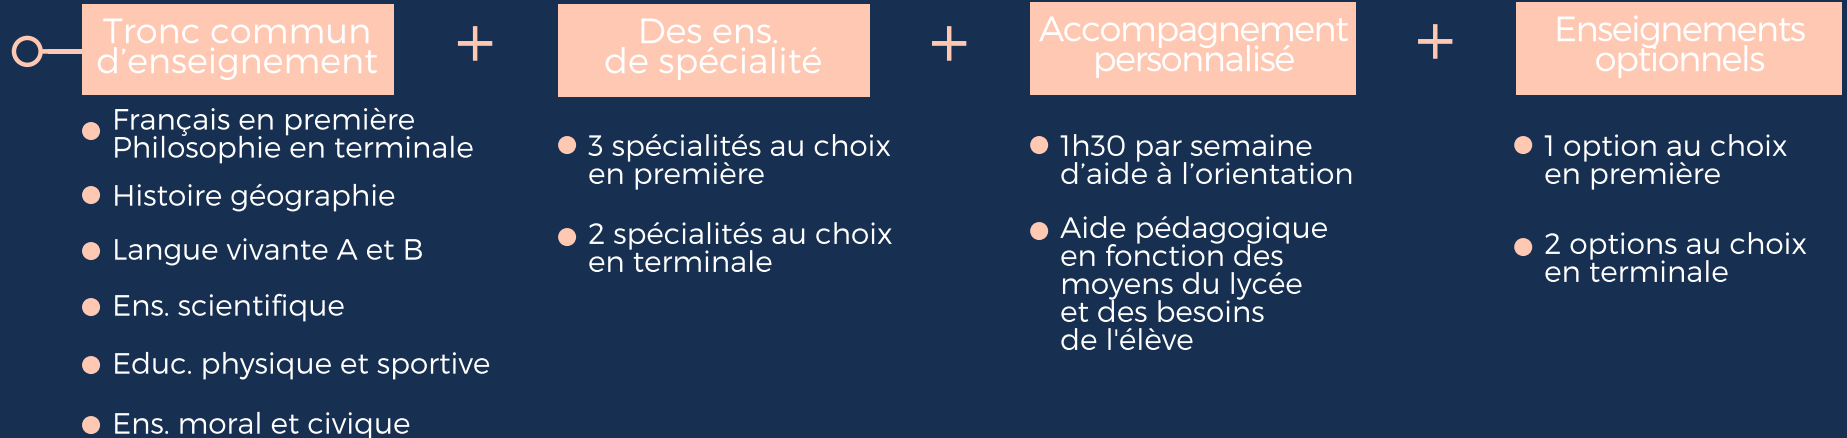 Tronc commun
d’enseignement
Français en première
Philosophie en terminale
Histoire géographie
Langue vivante A et B
Ens. scientifique
Educ. physique et sportive
Ens. moral et civique
+
Des ens.
de spécialité
3 spécialités au choix
en première
2 spécialités au choix
en terminale
+
Accompagnement
personnalisé
1h30 par semaine
d’aide à l’orientation
Aide pédagogique
en fonction des
moyens du lycée
et des besoins
de l'élève
+
Enseignements
optionnels
1 option au choix
en première
2 options au choix
en terminale